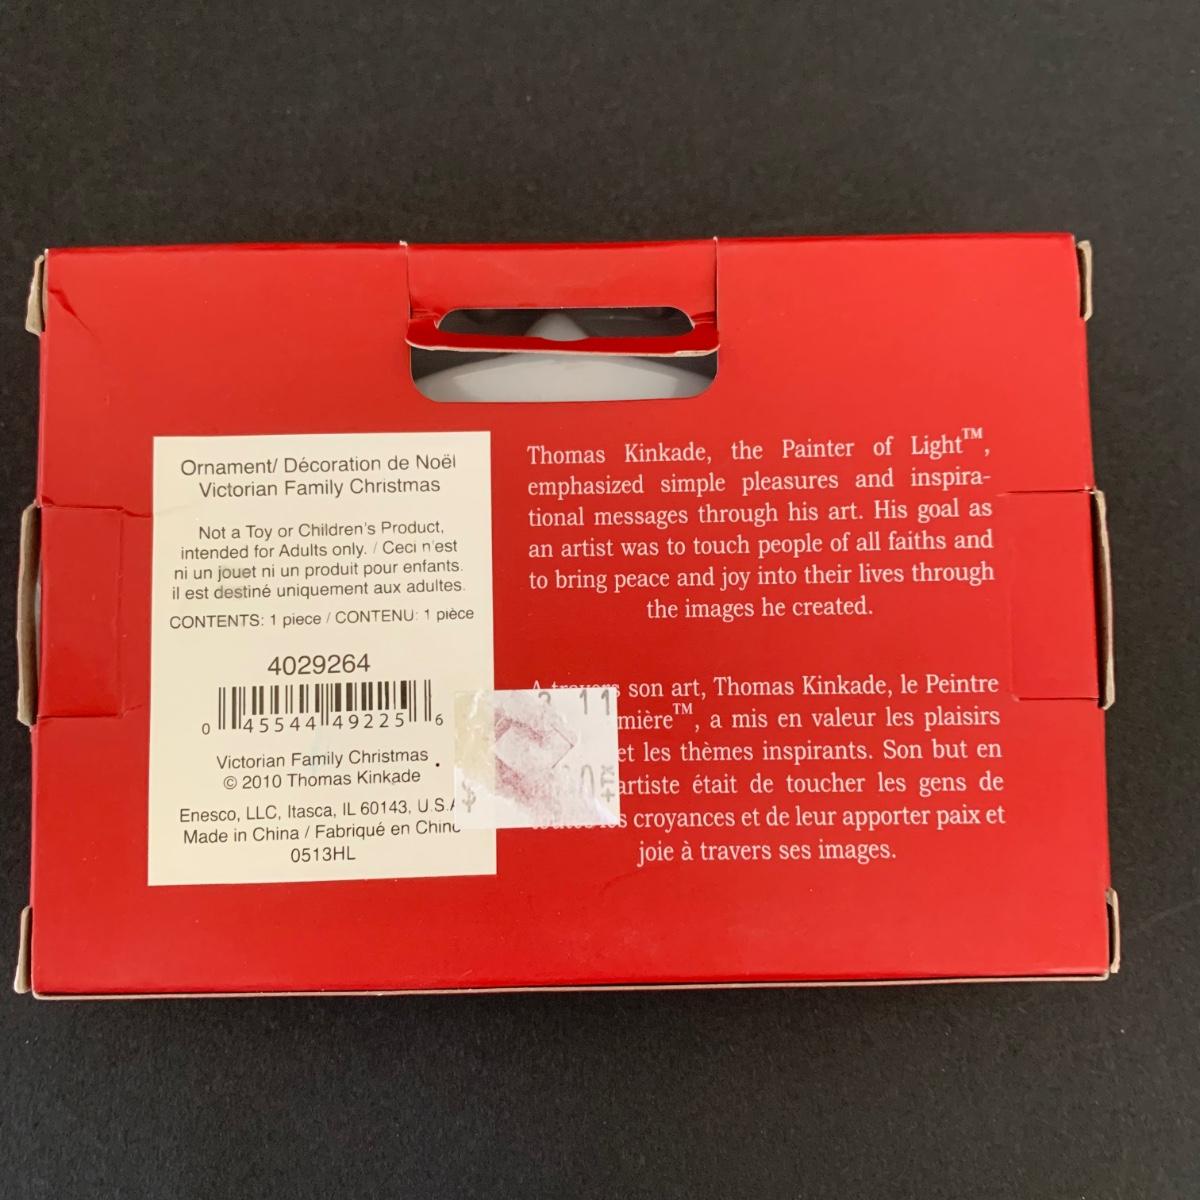 Ornament/ Décoration de Noël
Victorian Family Christmas
Not a Toy or Children's Product,
intended for Adults only. / Ceci n'est
ni un jouet ni un produit pour enfants.
il est destiné uniquement aux adultes.
CONTENTS: 1 piece / CONTENU: 1 pièce
4029264
0 45544 49225 6
Victorian Family Christmas
© 2010 Thomas Kinkade
Enesco, LLC, Itasca, IL 60143, U.S.A
Made in China / Fabriqué en Chine
0513HL
Thomas Kinkade, the Painter of Light™,
emphasized simple pleasures and inspira-
tional messages through his art. His goal as
an artist was to touch people of all faiths and
to bring peace and joy into their lives through
the images he created.
A travers son art, Thomas Kinkade, le Peintre
mière™, a mis en valeur les plaisirs
et les thèmes inspirants. Son but en
artiste était de toucher les gens de
toutes les croyances et de leur apporter paix et
joie à travers ses images.
11
+TX